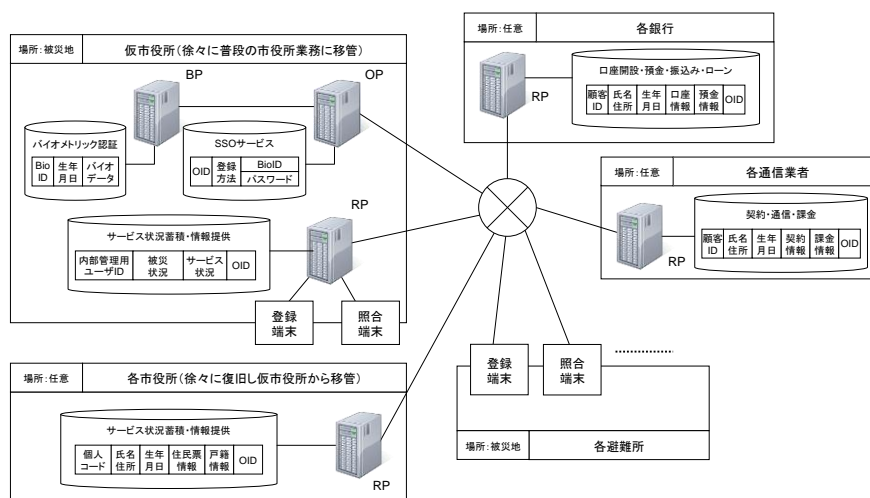 場所：被災地
仮市役所（徐々に普段の市役所業務に移管）
BP
OP
バイオメトリック認証
Bio
ID
生年
月日
バイオ
データ
SSOサービス
OID
登録
方法
BioID
パスワード
RP
サービス状況蓄積・情報提供
内部管理用
ユーザID
被災
状況
サービス
状況
OID
登録
端末
照合
端末
場所：任意
各市役所（徐々に復旧し仮市役所から移管）
サービス状況蓄積・情報提供
個人
コード
氏名
住所
生年
月日
住民票
情報
戸籍
情報
OID
RP
場所：任意
各銀行
RP
口座開設・預金・振込み・ローン
顧客
ID
氏名
住所
生年
月日
口座
情報
預金
情報
OID
場所：任意
各通信業者
RP
契約・通信・課金
顧客
ID
氏名
住所
生年
月日
契約
情報
課金
情報
OID
登録
端末
照合
端末
場所：被災地
各避難所